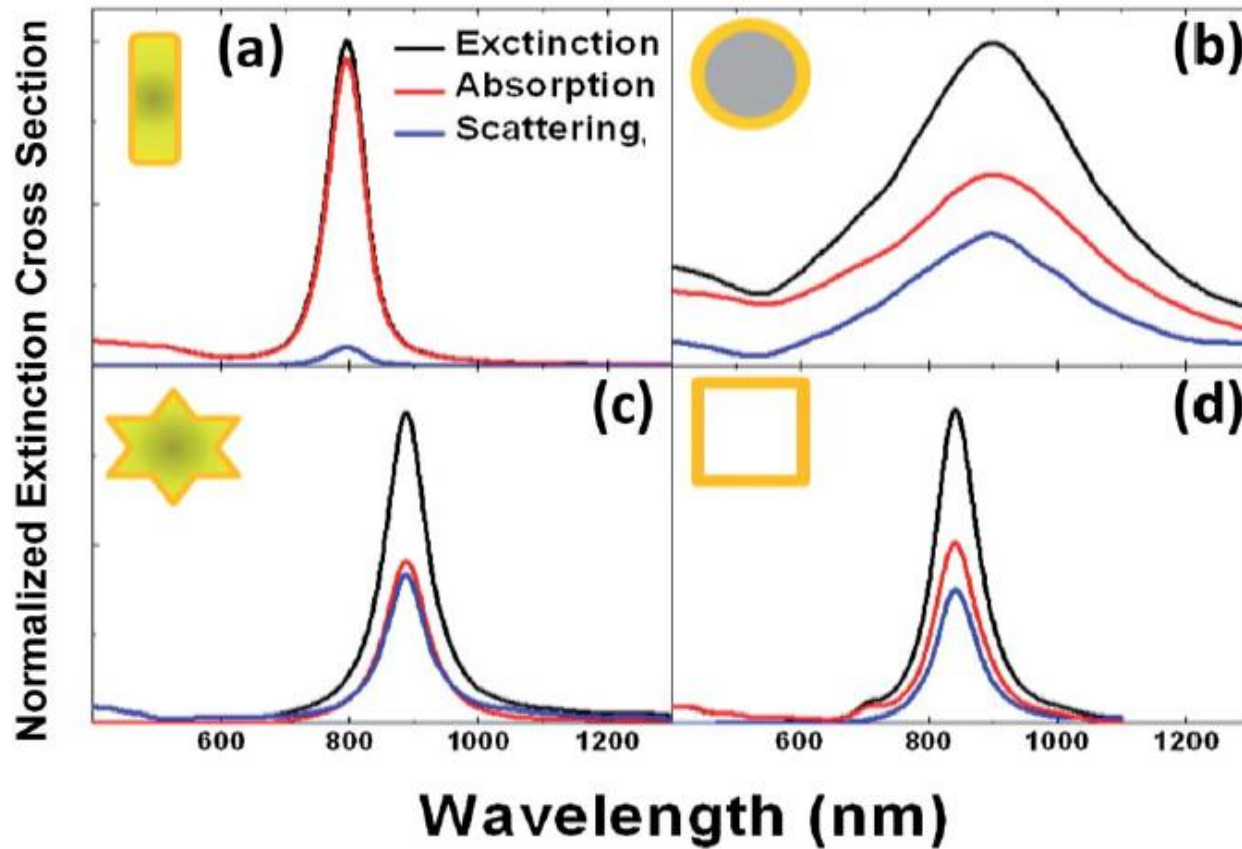 Normalized Extinction Cross Section
(a)
Exctinction
Absorption
Scattering,
(b)
(c)
(d)
600 800 1000 1200 600 800 1000 1200
Wavelength (nm)